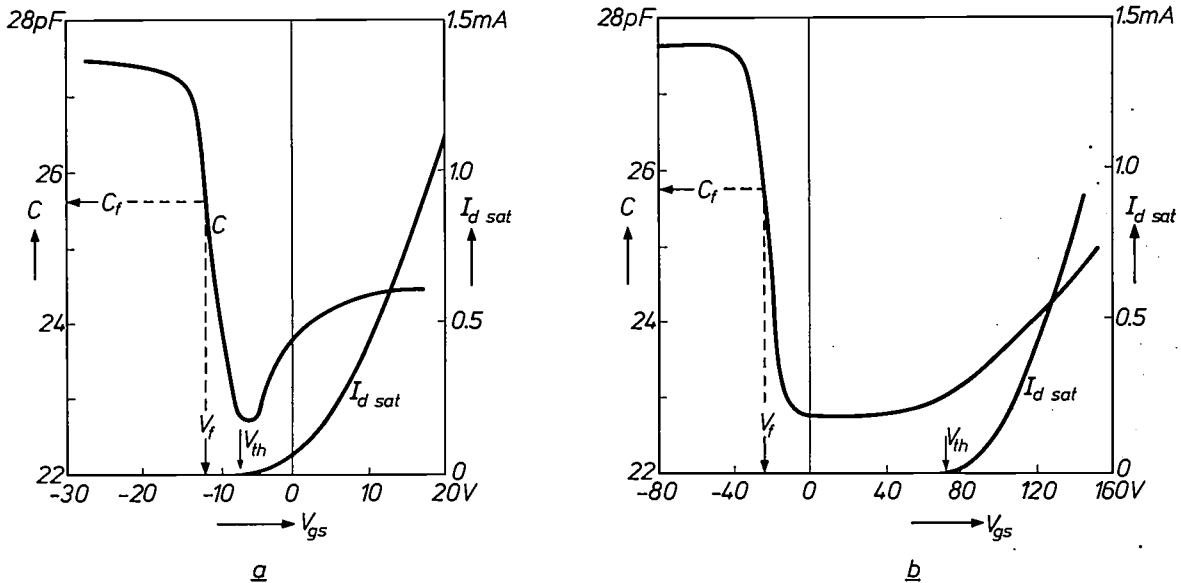 28pF
26
C
24
22
-30
-20
-10
0
10
20V
1.5mA
1.0
I_d sat
0.5
0
C_f
C
V_f
V_th
I_d sat
V_gs
a
28pF
26
C
24
22
-80
-40
0
40
80
120
160V
1.5mA
1.0
I_d sat
0.5
0
C_f
V_f
V_th
I_d sat
V_gs
b